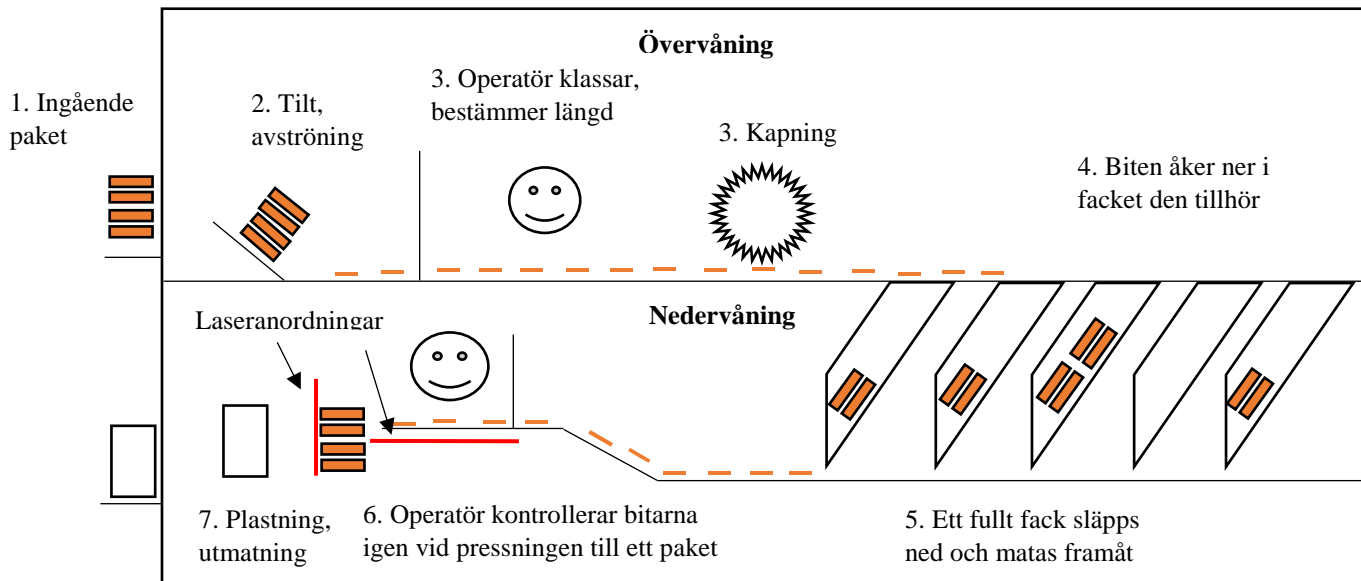 Övervåning
1. Ingående
paket
2. Tilt,
avströning
3. Operatör klassar,
bestämmer längd
3. Kapning
4. Biten åker ner i
facket den tillhör
Nedervåning
Laseranordningar
7. Plastning,
utmatning
6. Operatör kontrollerar bitarna
igen vid pressningen till ett paket
5. Ett fullt fack släpps
ned och matas framåt